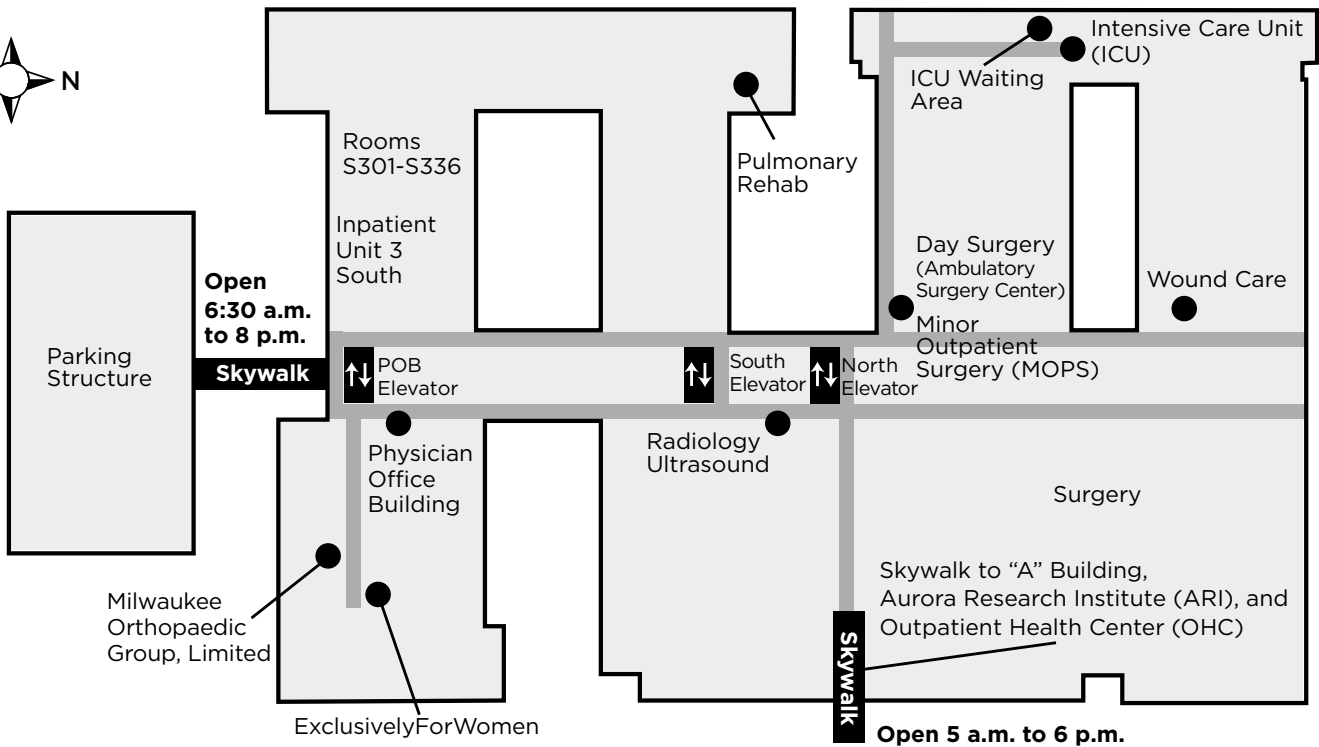 N
Intensive Care Unit
(ICU)
ICU Waiting
Area
Rooms
S301-S336
Pulmonary
Rehab
Inpatient
Unit 3
South
Day Surgery
(Ambulatory
Surgery Center)
Wound Care
Open
6:30 a.m.
to 8 p.m.
Minor
Outpatient
Surgery (MOPS)
Parking
Structure
Skywalk
POB
Elevator
South
Elevator
North
Elevator
Physician
Office
Building
Radiology
Ultrasound
Surgery
Milwaukee
Orthopaedic
Group, Limited
Skywalk to “A” Building,
Aurora Research Institute (ARI), and
Outpatient Health Center (OHC)
Skywalk
ExclusivelyForWomen
Open 5 a.m. to 6 p.m.